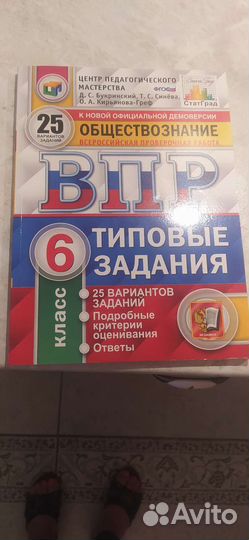 ЦЕНТР ПЕДАГОГИЧЕСКОГО
МАСТЕРСТВА
ФГОС
Д. С. Букринский, Т. С. Синёва,
О. А. Кирьянова-Греф
СтатГрад
25
ВАРИАНТОВ
ЗАДАНИЙ
К НОВОЙ ОФИЦИАЛЬНОЙ ДЕМОВЕРСИИ
ОБЩЕСТВОЗНАНИЕ
ВСЕРОССИЙСКАЯ ПРОВЕРОЧНАЯ РАБОТА
ВПР
6
КЛАСС
ТИПОВЫЕ
ЗАДАНИЯ
• 25 ВАРИАНТОВ
ЗАДАНИЙ
• Подробные
критерии
оценивания
• Ответы
Avito